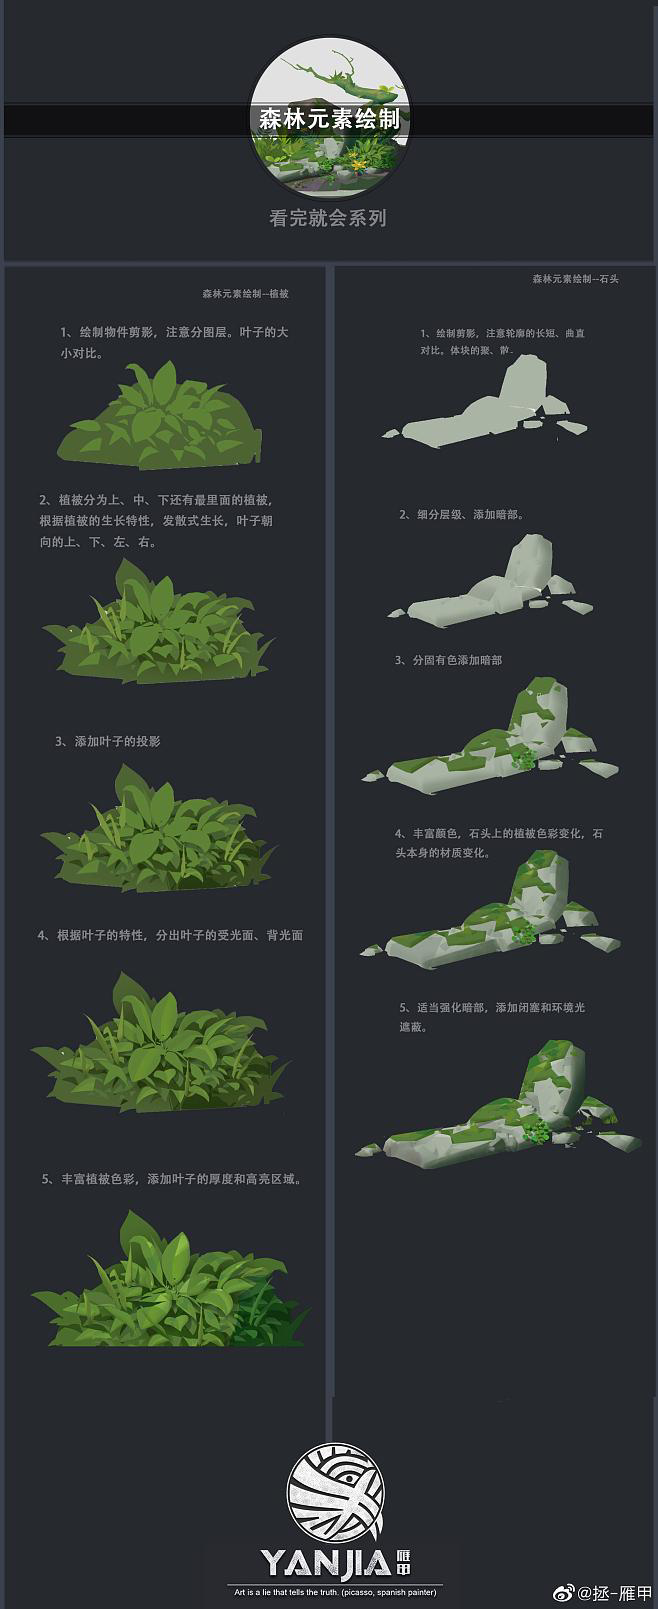 森林元素绘制
看完就会系列
森林元素绘制--植被
1、绘制物件剪影，注意分图层。叶子的大
小对比。
2、植被分为上、中、下还有最里面的植被，
根据植被的生长特性，发散式生长，叶子朝
向的上、下、左、右。
3、添加叶子的投影
4、根据叶子的特性，分出叶子的受光面、背光面
5、丰富植被色彩，添加叶子的厚度和高亮区域。
森林元素绘制--石头
1、绘制剪影，注意轮廓的长短、曲直
对比。体块的聚、散。
2、细分层级、添加暗部。
3、分固有色添加暗部
4、丰富颜色，石头上的植被色彩变化，石
头本身的材质变化。
5、适当强化暗部，添加闭塞和环境光
遮蔽。
YANJIA 雁甲
Art is a lie that tells the truth. (picasso, spanish painter)
@拯-雁甲